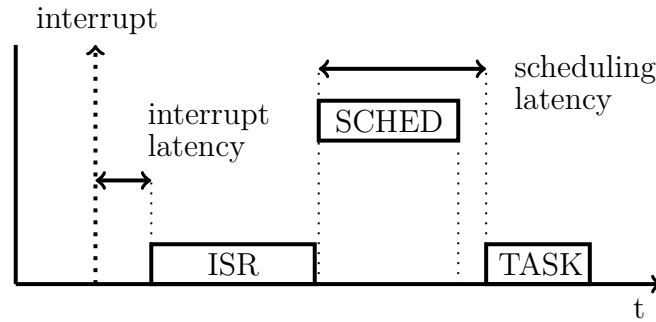 interrupt
scheduling
latency
interrupt
latency
SCHED
ISR
TASK
t